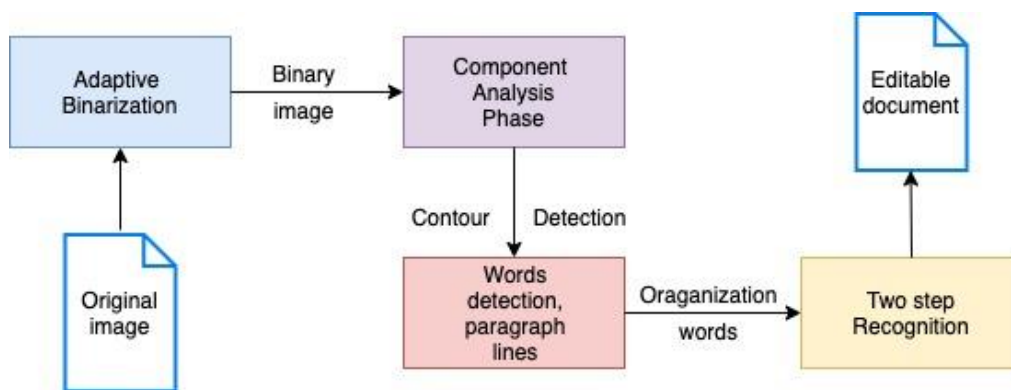 Original
image
Adaptive
Binarization
Binary
image
Component
Analysis
Phase
Contour Detection
Words
detection,
paragraph
lines
Oraganization
words
Two step
Recognition
Editable
document